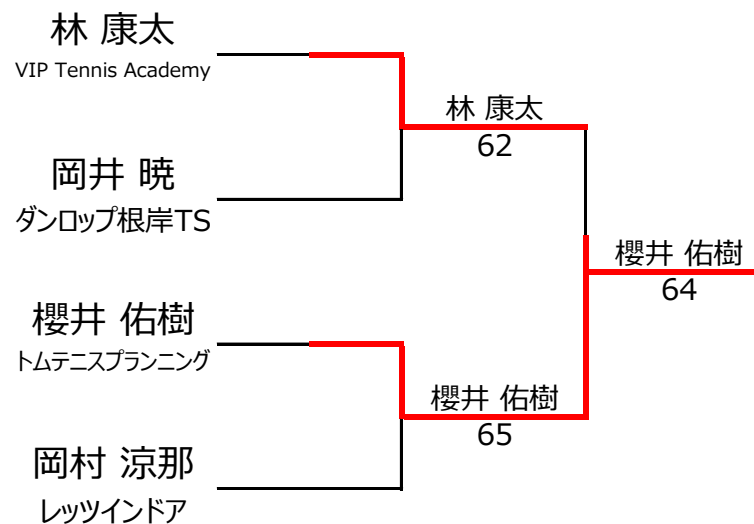 林 康太
VIP Tennis Academy
林 康太
62
岡井 暁
ダンロップ根岸TS
櫻井 佑樹
64
櫻井 佑樹
トムテニスプランニング
櫻井 佑樹
65
岡村 涼那
レッツインドア